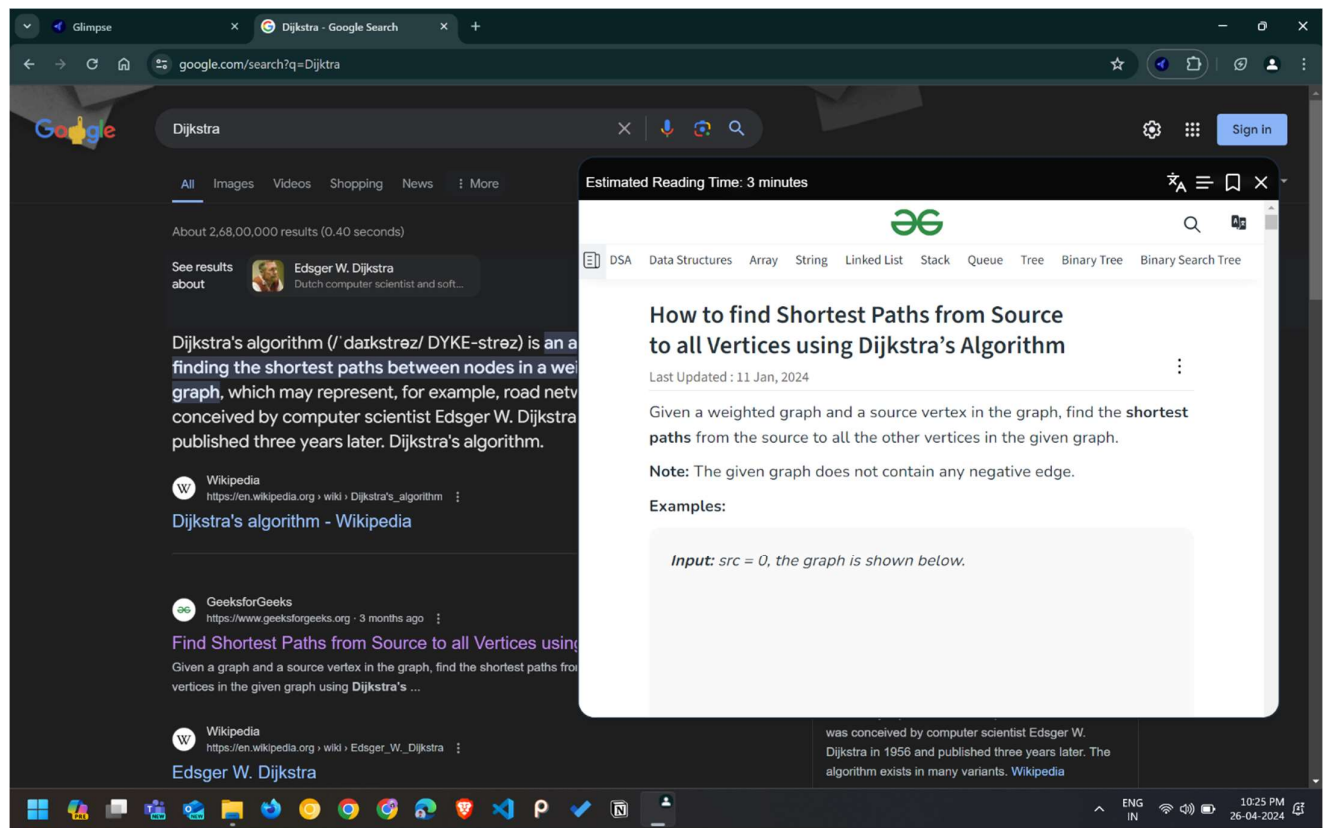 Glimpse
Dijkstra - Google Search
google.com/search?q=Dijktra
Google
Dijkstra
Sign in
All Images Videos Shopping News More
About 2,68,00,000 results (0.40 seconds)
See results
about
Edsger W. Dijkstra
Dutch computer scientist and soft...
Dijkstra's algorithm (/ˈdaɪkstrəz/ DYKE-strəz) is an a
finding the shortest paths between nodes in a wei
graph, which may represent, for example, road netw
conceived by computer scientist Edsger W. Dijkstra
published three years later. Dijkstra's algorithm.
W
Wikipedia
https://en.wikipedia.org › wiki › Dijkstra's_algorithm
Dijkstra's algorithm - Wikipedia
GeeksforGeeks
https://www.geeksforgeeks.org · 3 months ago
Find Shortest Paths from Source to all Vertices using
Given a graph and a source vertex in the graph, find the shortest paths from
vertices in the given graph using Dijkstra's ...
W
Wikipedia
https://en.wikipedia.org › wiki › Edsger_W._Dijkstra
Edsger W. Dijkstra
Estimated Reading Time: 3 minutes
DSA Data Structures Array String Linked List Stack Queue Tree Binary Tree Binary Search Tree
How to find Shortest Paths from Source
to all Vertices using Dijkstra’s Algorithm
Last Updated : 11 Jan, 2024
Given a weighted graph and a source vertex in the graph, find the shortest
paths from the source to all the other vertices in the given graph.
Note: The given graph does not contain any negative edge.
Examples:
Input: src = 0, the graph is shown below.
was conceived by computer scientist Edsger W.
Dijkstra in 1956 and published three years later. The
algorithm exists in many variants. Wikipedia
ENG
IN
10:25 PM
26-04-2024